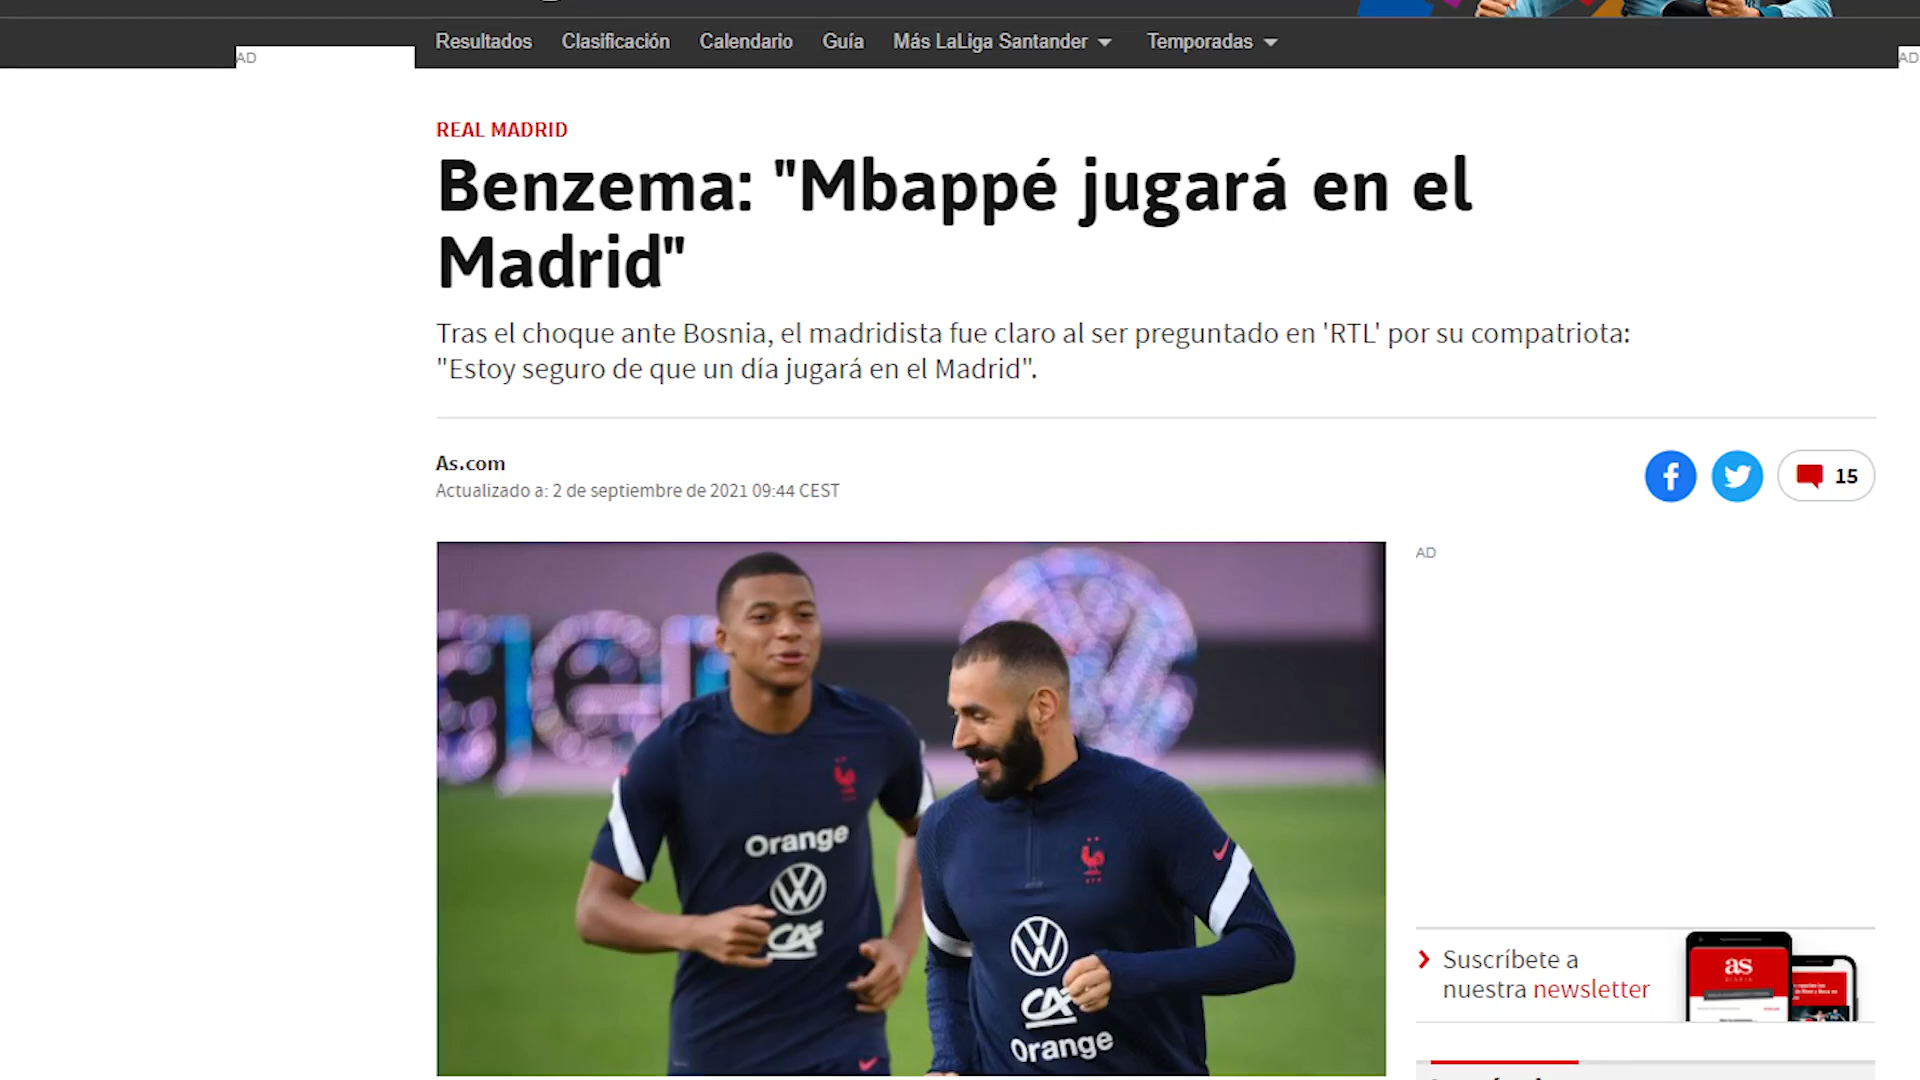 Resultados Clasificación Calendario Guía Más LaLiga Santander Temporadas
AD
AD
REAL MADRID
Benzema: "Mbappé jugará en el
Madrid"
Tras el choque ante Bosnia, el madridista fue claro al ser preguntado en 'RTL' por su compatriota:
"Estoy seguro de que un día jugará en el Madrid".
As.com
Actualizado a: 2 de septiembre de 2021 09:44 CEST
15
AD
Orange
CA
CA
Orange
Suscríbete a
nuestra newsletter
as